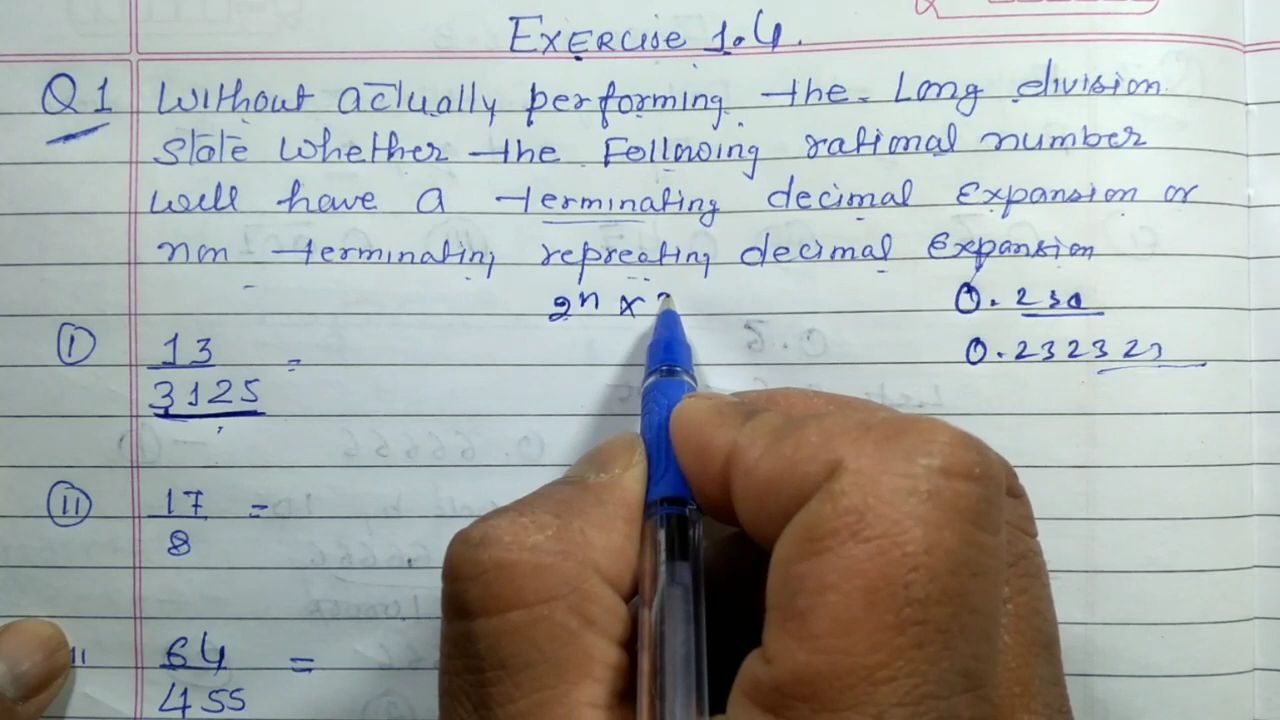 Exercise 1.4.
Q1 Without actually performing the Long division
state whether the Following rational number
will have a terminating decimal Expansion or
non terminating repreating decimal Expansion
2ⁿ ×
0.230
0.232323
I 13/3125 =
II 17/8 =
64/455 =